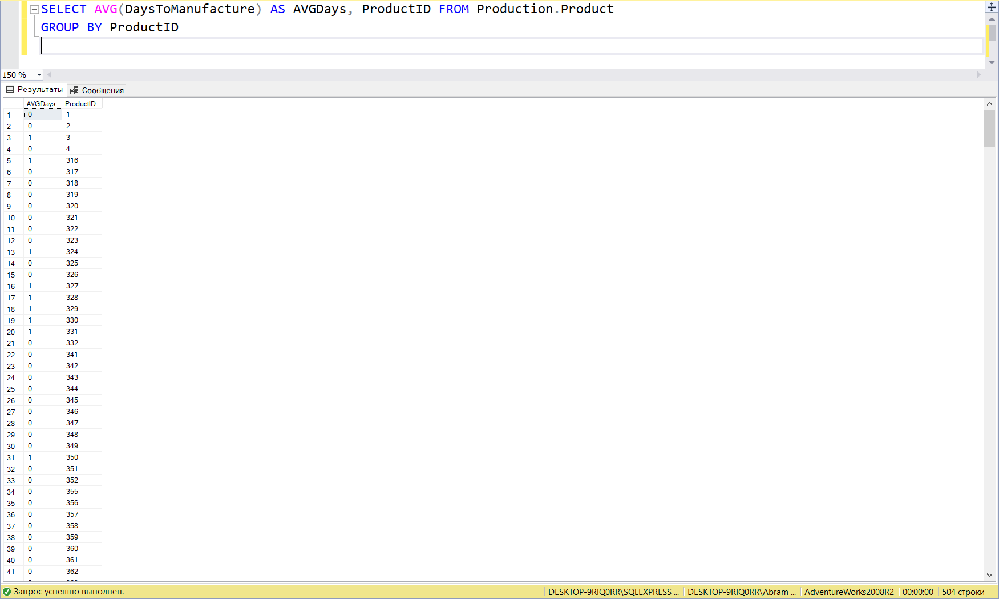 SELECT AVG(DaysToManufacture) AS AVGDays, ProductID FROM Production.Product
GROUP BY ProductID
150 %
Результаты Сообщения
AVGDays ProductID
1 0 1
2 0 2
3 1 3
4 0 4
5 1 316
6 0 317
7 0 318
8 0 319
9 0 320
10 0 321
11 0 322
12 0 323
13 1 324
14 0 325
15 0 326
16 1 327
17 1 328
18 1 329
19 1 330
20 1 331
21 0 332
22 0 341
23 0 342
24 0 343
25 0 344
26 0 345
27 0 346
28 0 347
29 0 348
30 0 349
31 1 350
32 0 351
33 0 352
34 0 355
35 0 356
36 0 357
37 0 358
38 0 359
39 0 360
40 0 361
41 0 362
Запрос успешно выполнен. DESKTOP-9RIQ0RR\SQLEXPRESS ... DESKTOP-9RIQ0RR\Abram ... AdventureWorks2008R2 00:00:00 504 строки